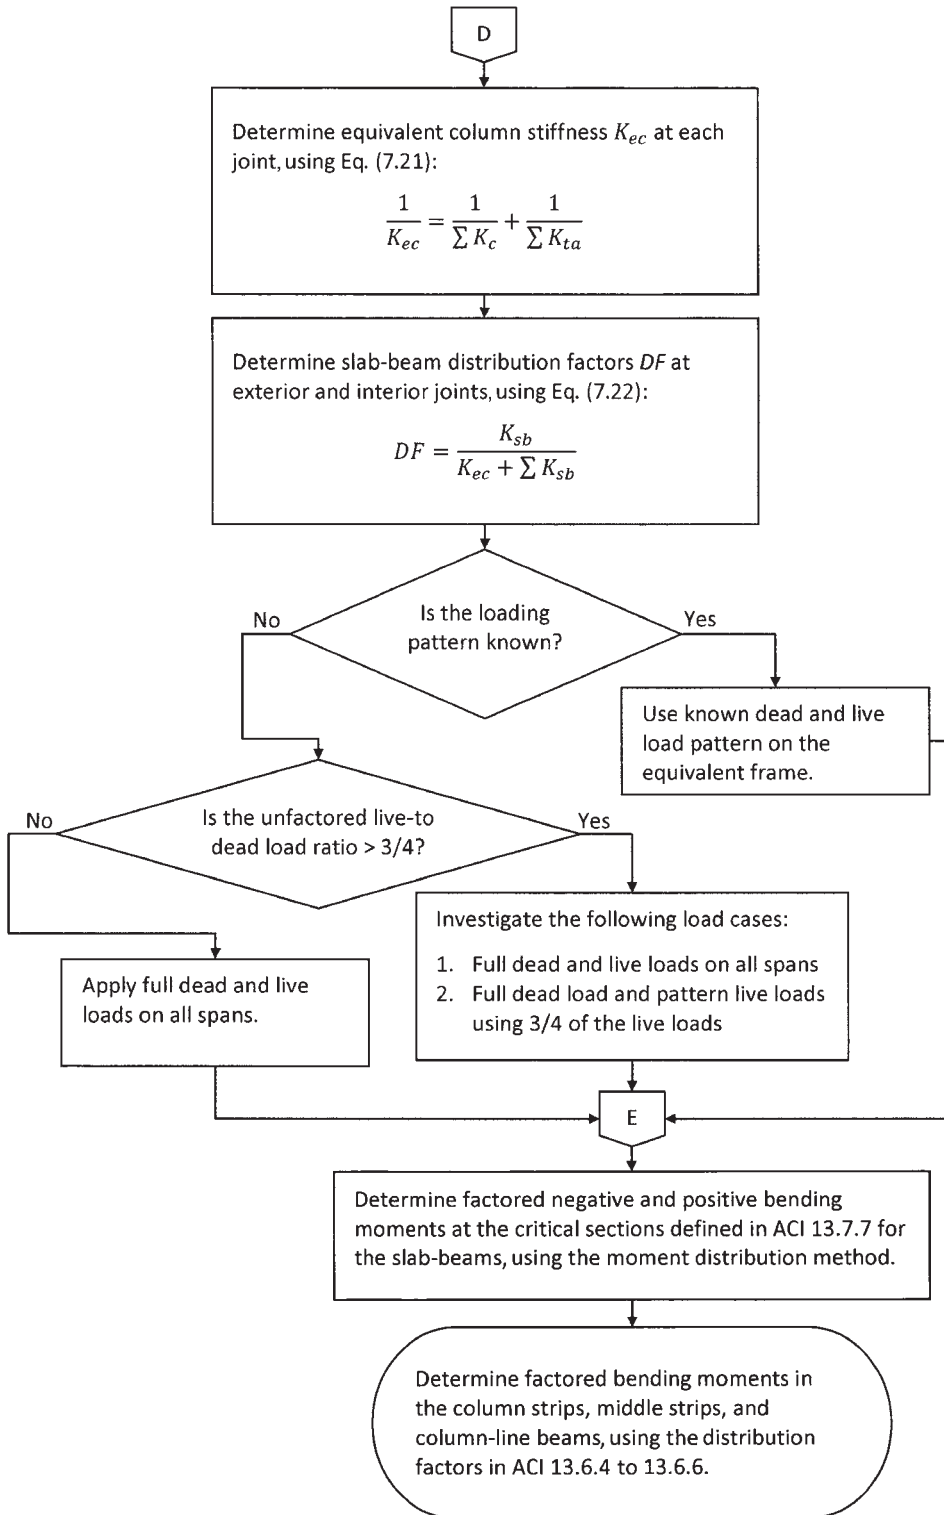 D
Determine equivalent column stiffness K_ec at each
joint, using Eq. (7.21):
1/K_ec = 1/∑ K_c + 1/∑ K_ta
Determine slab-beam distribution factors DF at
exterior and interior joints, using Eq. (7.22):
DF = K_sb/(K_ec + ∑ K_sb)
Is the loading
pattern known?
No
Yes
Use known dead and live
load pattern on the
equivalent frame.
Is the unfactored live-to
dead load ratio > 3/4?
No
Yes
Investigate the following load cases:
1. Full dead and live loads on all spans
2. Full dead load and pattern live loads
using 3/4 of the live loads
Apply full dead and live
loads on all spans.
E
Determine factored negative and positive bending
moments at the critical sections defined in ACI 13.7.7 for
the slab-beams, using the moment distribution method.
Determine factored bending moments in
the column strips, middle strips, and
column-line beams, using the distribution
factors in ACI 13.6.4 to 13.6.6.